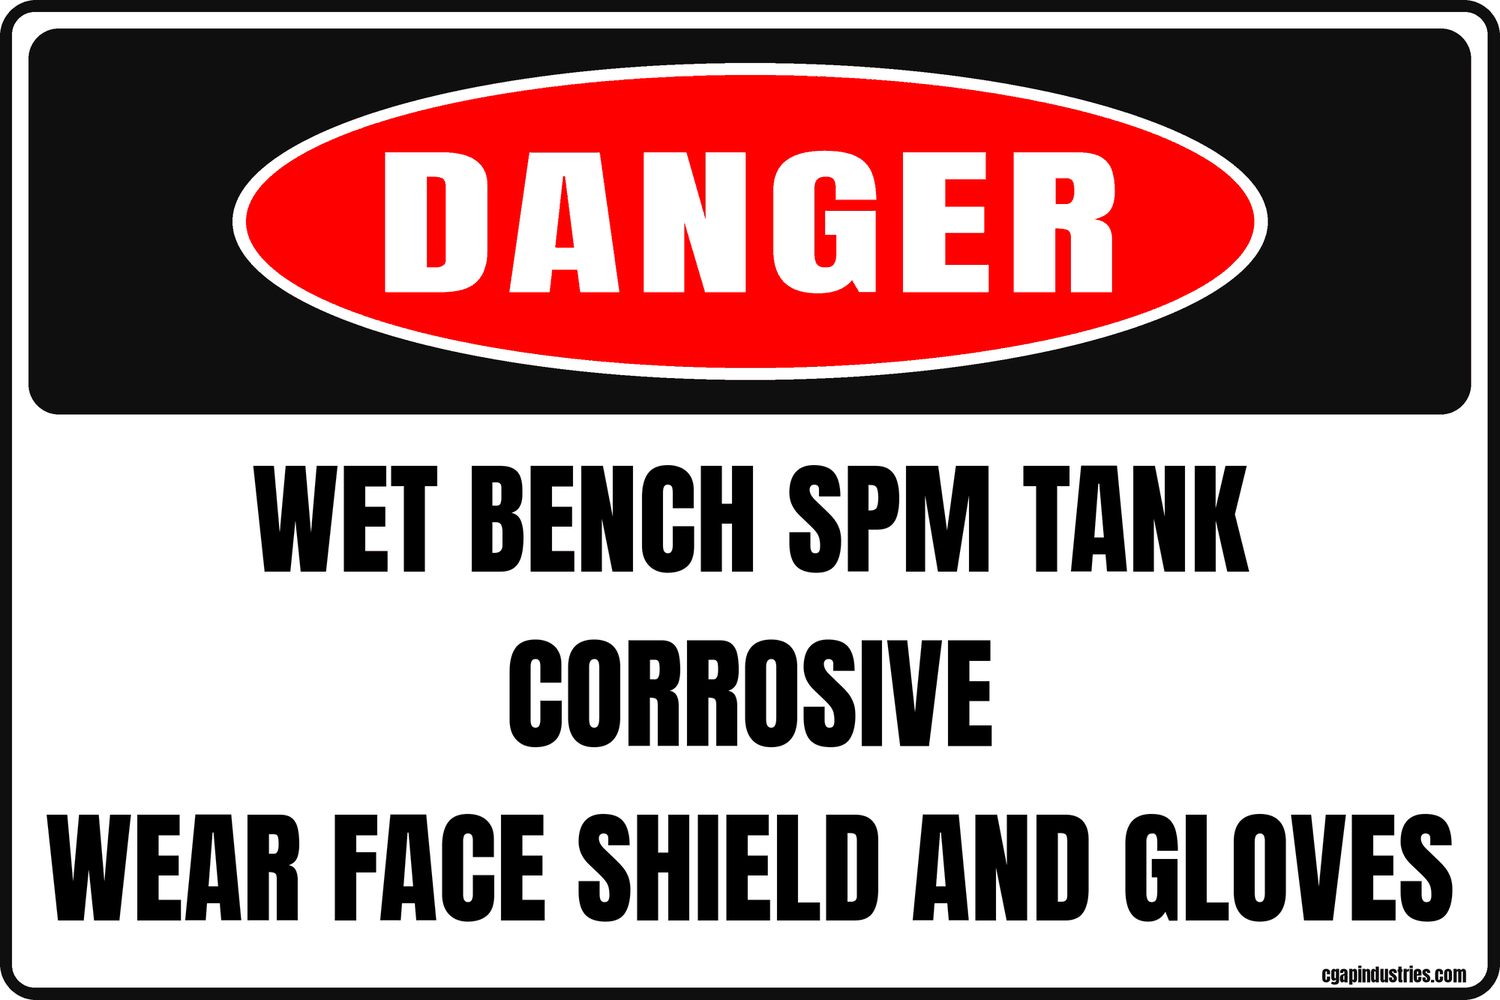 DANGER
WET BENCH SPM TANK
CORROSIVE
WEAR FACE SHIELD AND GLOVES
cgapindustries.com